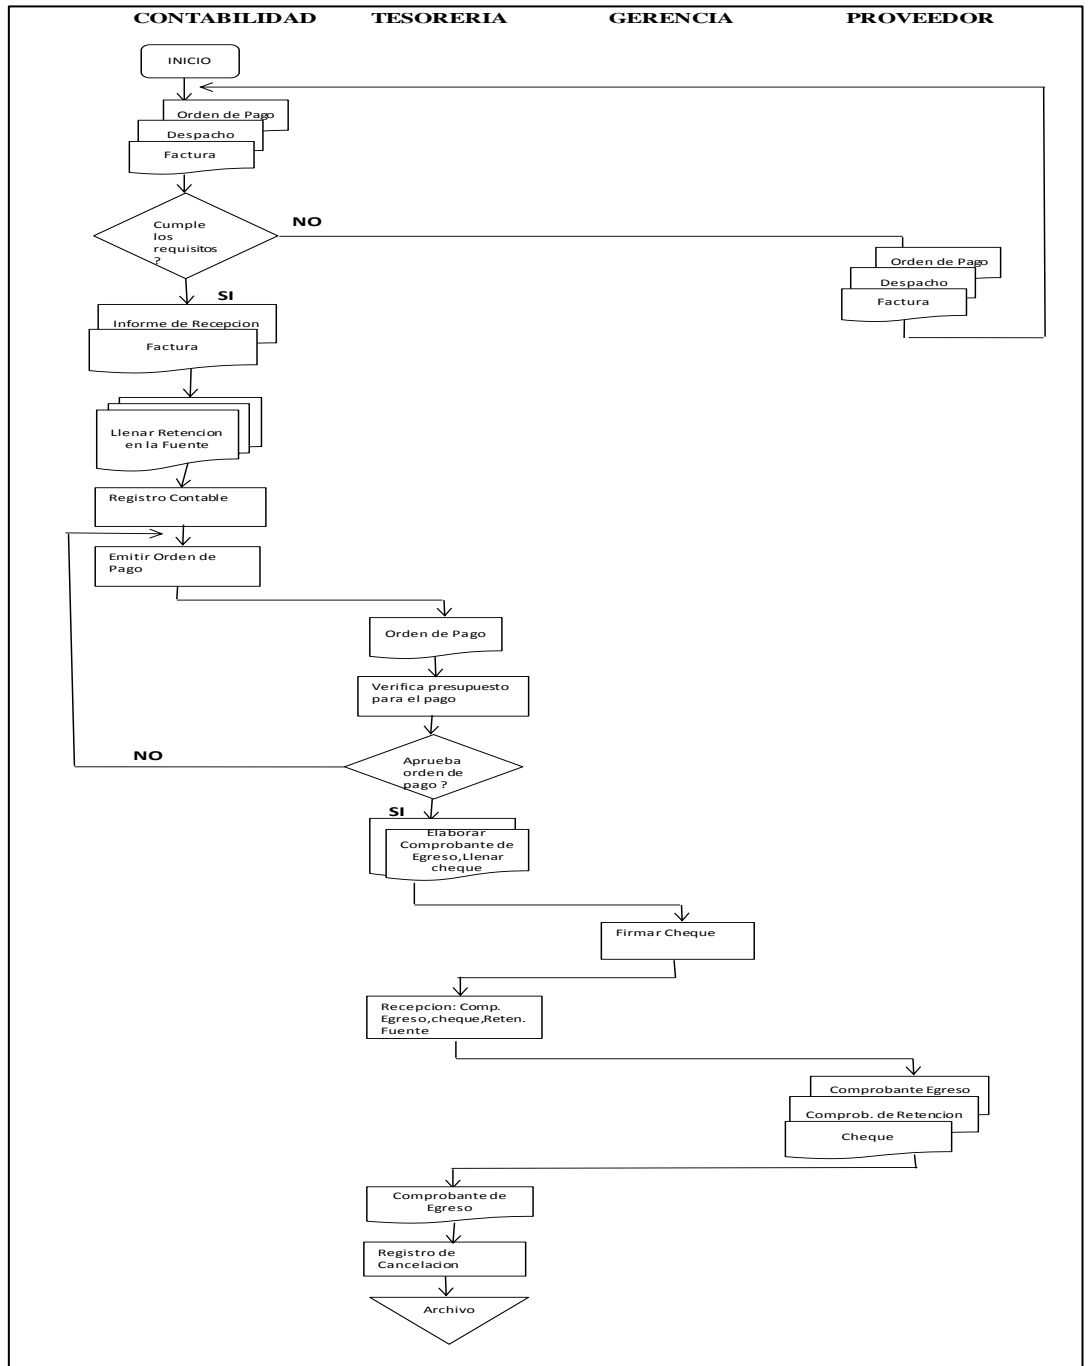 CONTABILIDAD TESORERIA GERENCIA PROVEEDOR
INICIO
Orden de Pago
Despacho
Factura
Cumple
los
requisitos
?
NO
Orden de Pago
Despacho
Factura
SI
Informe de Recepcion
Factura
Llenar Retencion
en la Fuente
Registro Contable
Emitir Orden de
Pago
Orden de Pago
Verifica presupuesto
para el pago
NO
Aprueba
orden de
pago ?
SI
Elaborar
Comprobante de
Egreso,Llenar
cheque
Firmar Cheque
Recepcion: Comp.
Egreso,cheque,Reten.
Fuente
Comprobante Egreso
Comprob. de Retencion
Cheque
Comprobante de
Egreso
Registro de
Cancelacion
Archivo